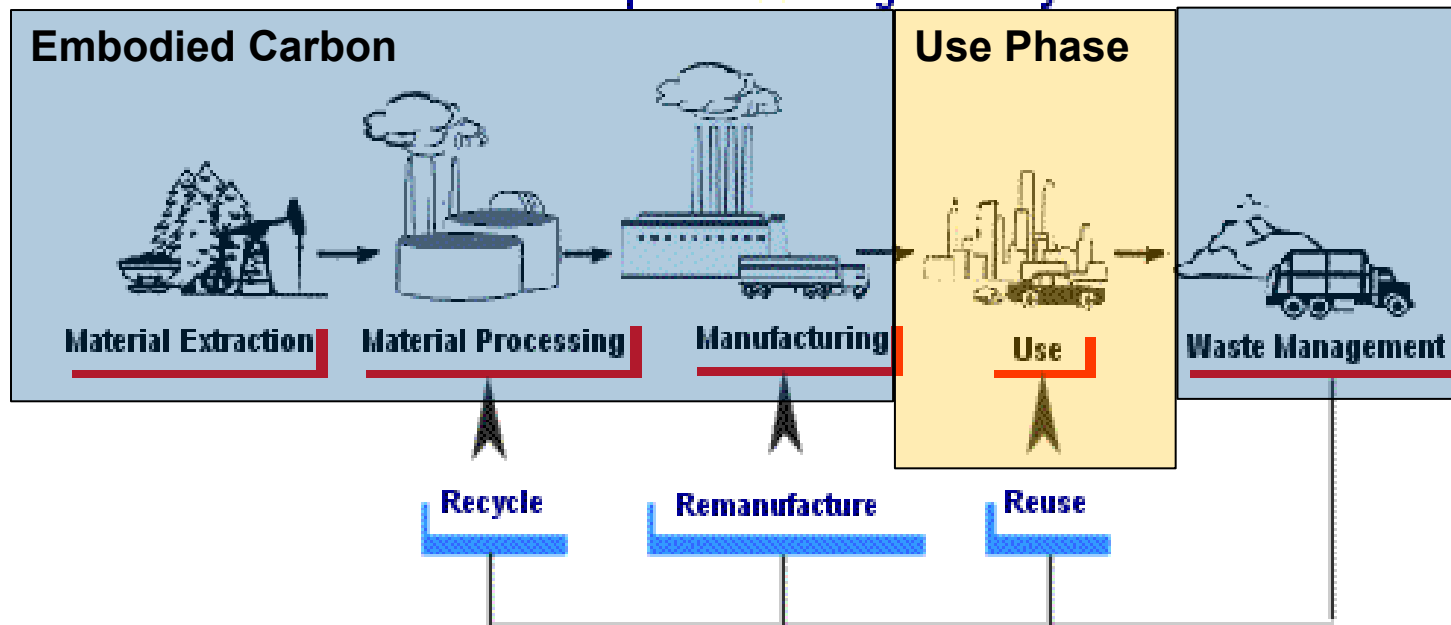 Embodied Carbon
Use Phase
Material Extraction
Material Processing
Manufacturing
Use
Waste Management
Recycle
Remanufacture
Reuse